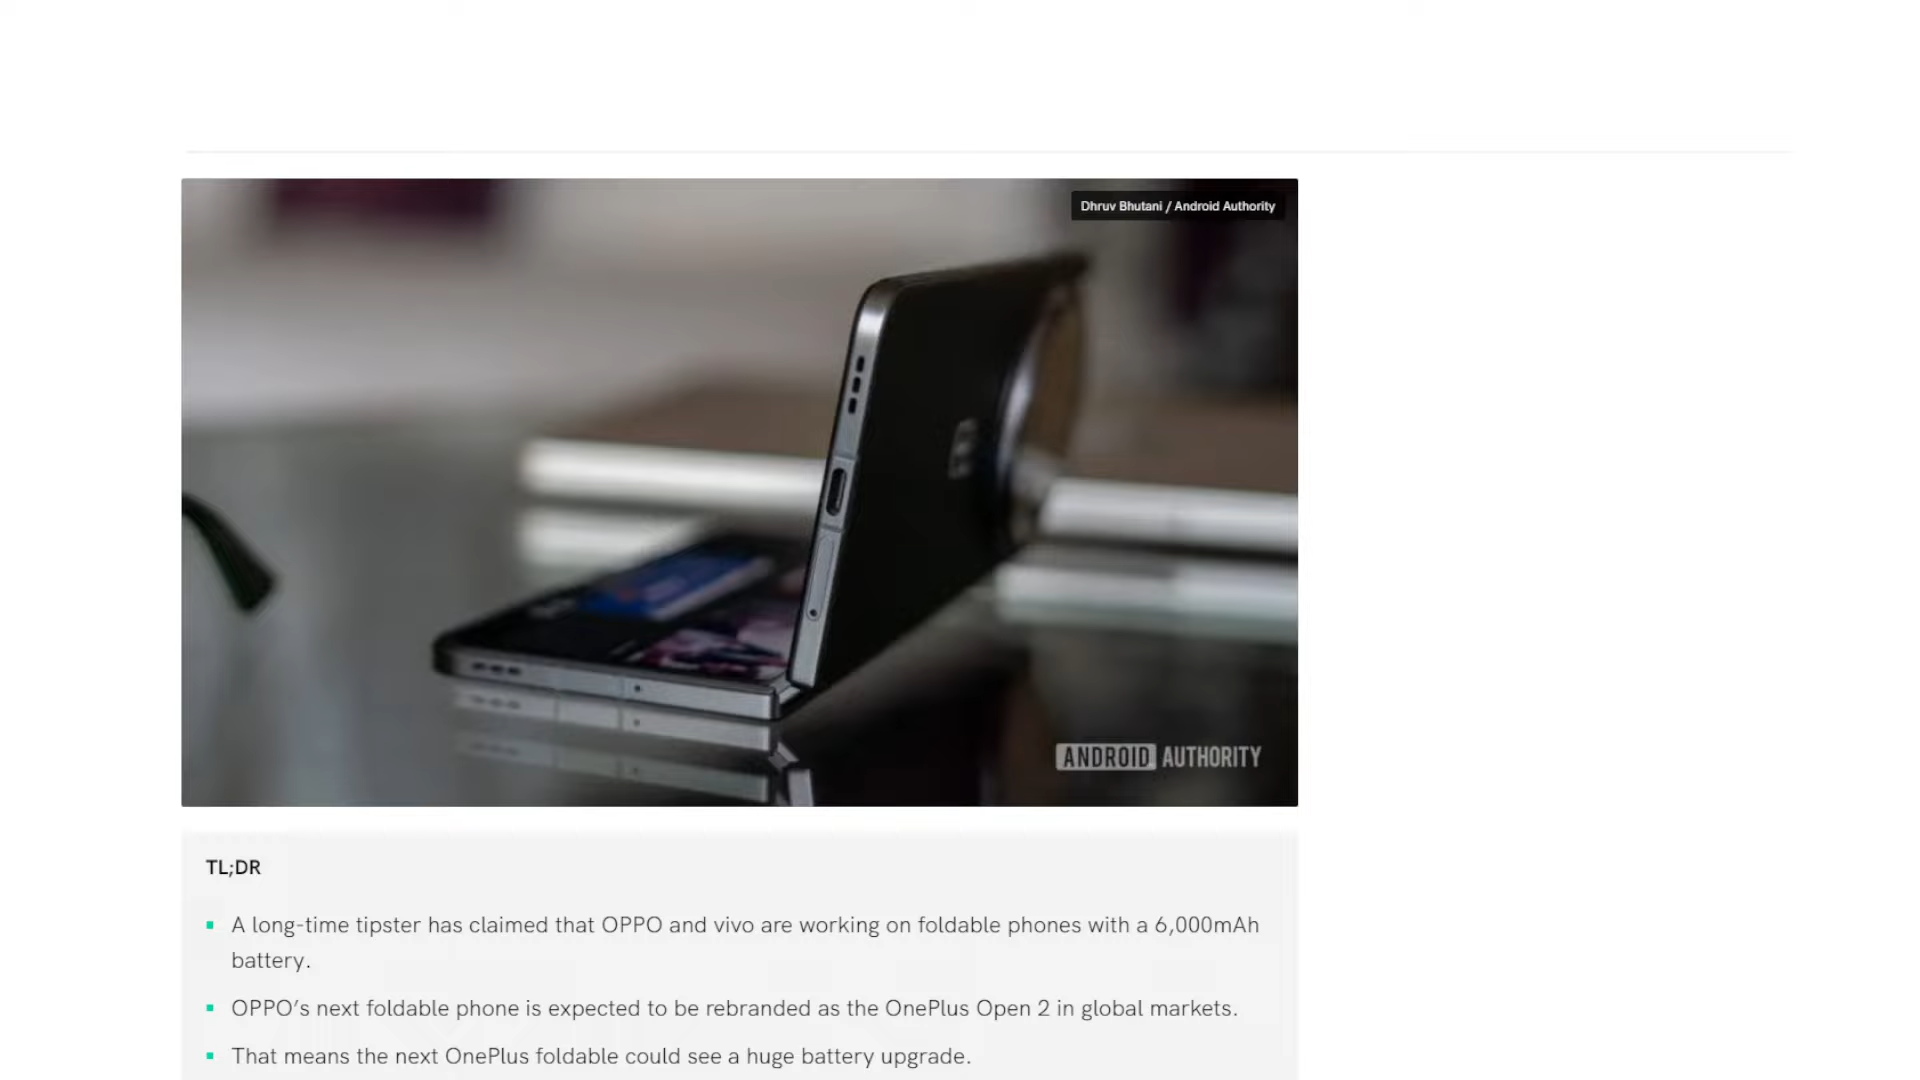 Dhruv Bhutani / Android Authority
ANDROID AUTHORITY
TL;DR
A long-time tipster has claimed that OPPO and vivo are working on foldable phones with a 6,000mAh
battery.
OPPO's next foldable phone is expected to be rebranded as the OnePlus Open 2 in global markets.
That means the next OnePlus foldable could see a huge battery upgrade.